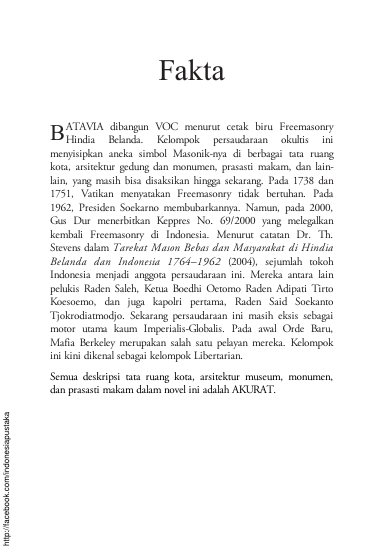 Fakta
BATAVIA dibangun VOC menurut cetak biru Freemasonry
Hindia Belanda. Kelompok persaudaraan okultis ini
menyisipkan aneka simbol Masonik-nya di berbagai tata ruang
kota, arsitektur gedung dan monumen, prasasti makam, dan lain-
lain, yang masih bisa disaksikan hingga sekarang. Pada 1738 dan
1751, Vatikan menyatakan Freemasonry tidak bertuhan. Pada
1962, Presiden Soekarno membubarkannya. Namun, pada 2000,
Gus Dur menerbitkan Keppres No. 69/2000 yang melegalkan
kembali Freemasonry di Indonesia. Menurut catatan Dr. Th.
Stevens dalam Tarekat Mason Bebas dan Masyarakat di Hindia
Belanda dan Indonesia 1764–1962 (2004), sejumlah tokoh
Indonesia menjadi anggota persaudaraan ini. Mereka antara lain
pelukis Raden Saleh, Ketua Boedhi Oetomo Raden Adipati Tirto
Koesoemo, dan juga kapolri pertama, Raden Said Soekanto
Tjokrodiatmodjo. Sekarang persaudaraan ini masih eksis sebagai
motor utama kaum Imperialis-Globalis. Pada awal Orde Baru,
Mafia Berkeley merupakan salah satu pelayan mereka. Kelompok
ini kini dikenal sebagai kelompok Libertarian.
Semua deskripsi tata ruang kota, arsitektur museum, monumen,
dan prasasti makam dalam novel ini adalah AKURAT.
http://facebook.com/indonesiapustaka